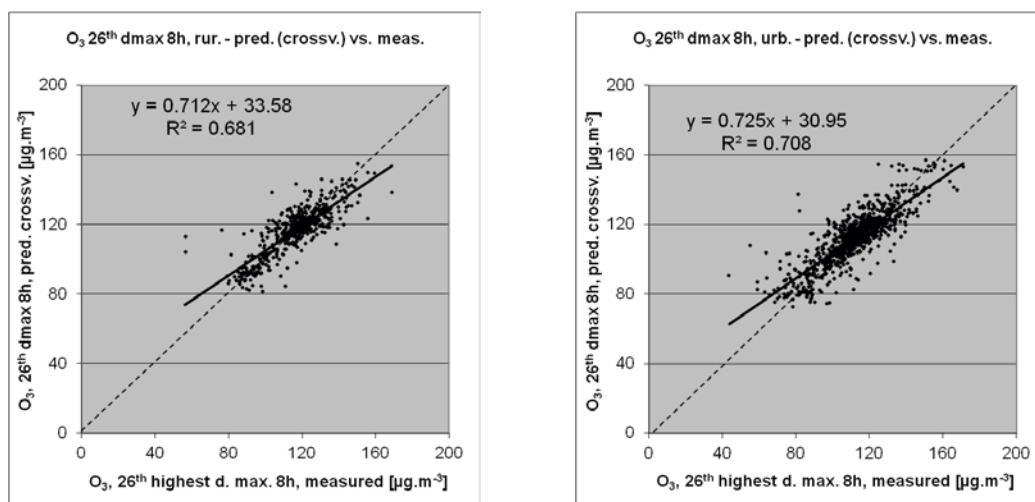 O₃ 26ᵗʰ dmax 8h, rur. - pred. (crossv.) vs. meas.
O₃, 26ᵗʰ dmax 8h, pred. crossv. [µg.m⁻³]
200
160
120
80
40
0
y = 0.712x + 33.58
R² = 0.681
0 40 80 120 160 200
O₃, 26ᵗʰ highest d. max. 8h, measured [µg.m⁻³]
O₃ 26ᵗʰ dmax 8h, urb. - pred. (crossv.) vs. meas.
O₃, 26ᵗʰ dmax 8h, pred. crossv. [µg.m⁻³]
200
160
120
80
40
0
y = 0.725x + 30.95
R² = 0.708
0 40 80 120 160 200
O₃, 26ᵗʰ highest d. max. 8h, measured [µg.m⁻³]